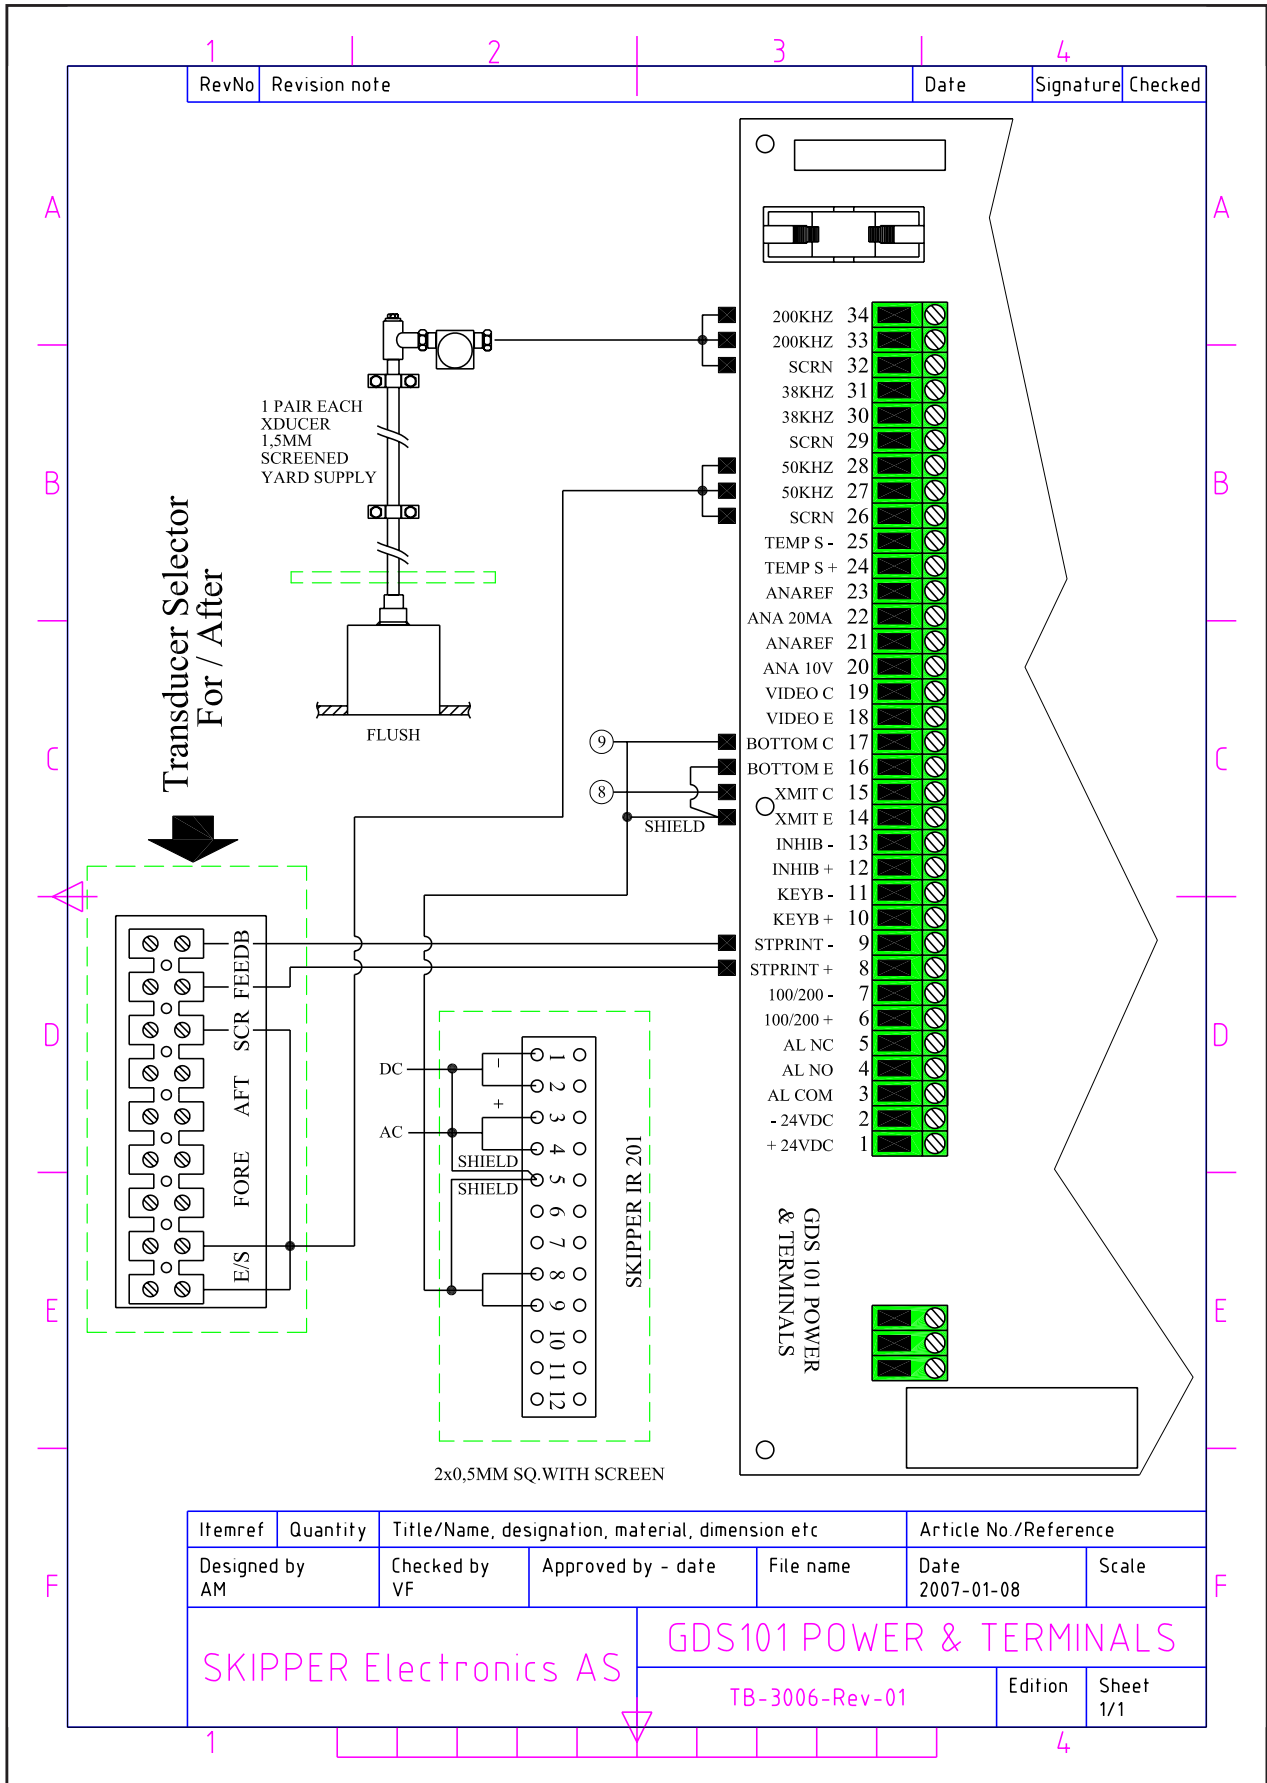 1 2 3 4
RevNo Revision note Date Signature Checked
A A
200KHZ 34
200KHZ 33
SCRN 32
38KHZ 31
38KHZ 30
SCRN 29
50KHZ 28
50KHZ 27
SCRN 26
TEMP S - 25
TEMP S + 24
ANAREF 23
ANA 20MA 22
ANAREF 21
ANA 10V 20
VIDEO C 19
VIDEO E 18
BOTTOM C 17
BOTTOM E 16
XMIT C 15
XMIT E 14
INHIB - 13
INHIB + 12
KEYB - 11
KEYB + 10
STPRINT - 9
STPRINT + 8
100/200 - 7
100/200 + 6
AL NC 5
AL NO 4
AL COM 3
- 24VDC 2
+ 24VDC 1
GDS 101 POWER
& TERMINALS
1 PAIR EACH
XDUCER
1,5MM
SCREENED
YARD SUPPLY
B B
FLUSH
Transducer Selector
For / After
C C
9
8
SHIELD
FEEDB
SCR
AFT
FORE
E/S
D D
DC
-
+
AC
SHIELD
SHIELD
1
2
3
4
5
6
7
8
9
10
11
12
SKIPPER IR 201
E E
2x0,5MM SQ.WITH SCREEN
Itemref Quantity Title/Name, designation, material, dimension etc Article No./Reference
Designed by Checked by Approved by - date File name Date Scale
AM VF 2007-01-08
F F
SKIPPER Electronics AS
GDS101 POWER & TERMINALS
TB-3006-Rev-01
Edition Sheet
1/1
1 4